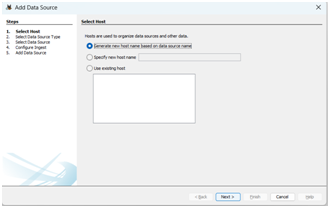 Add Data Source
Steps
1. Select Host
2. Select Data Source Type
3. Select Data Source
4. Configure Ingest
5. Add Data Source
Select Host
Hosts are used to organise data sources and other data.
Generate new host name based on data source name
Specify new host name
Use existing host
< Back
Next >
Finish
Cancel
Help